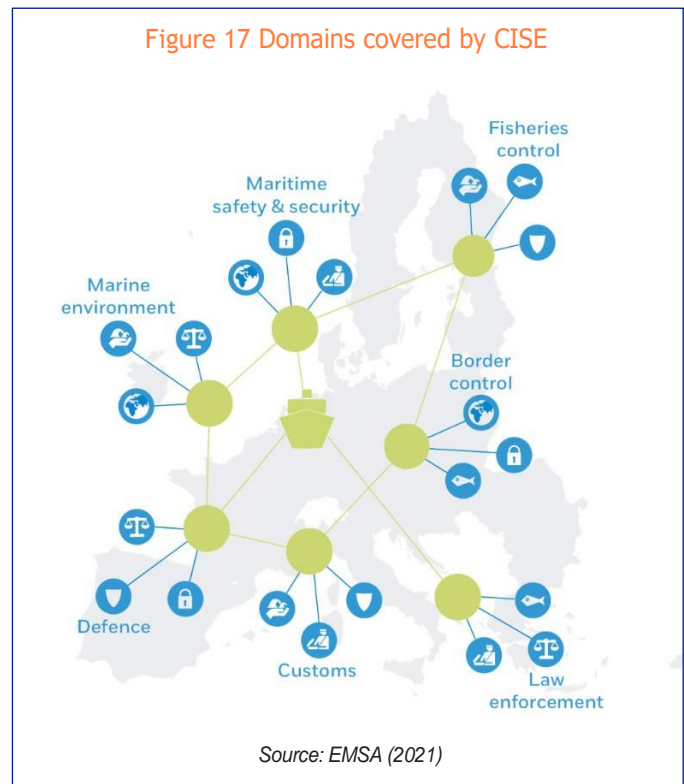 Figure 17 Domains covered by CISE
Fisheries
control
Maritime
safety & security
Marine
environment
Border
control
Defence
Customs
Law
enforcement
Source: EMSA (2021)